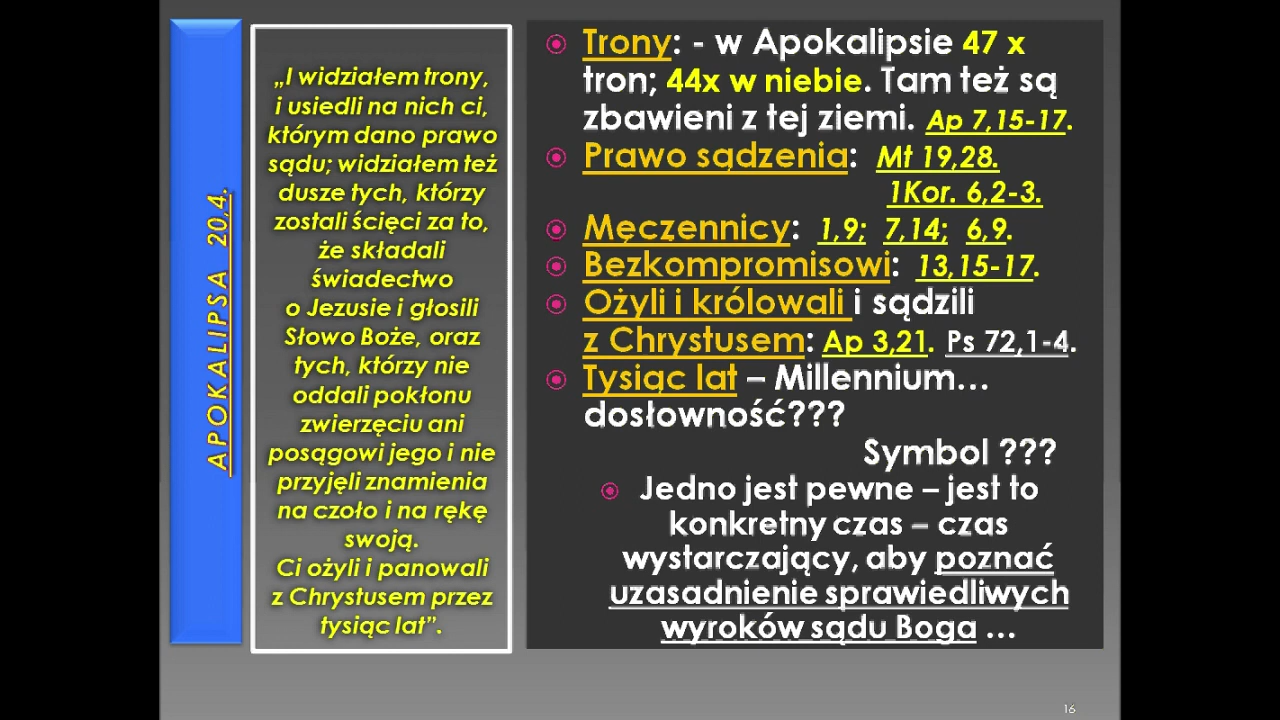 APOKALIPSA 20,4.
„I widziałem trony,
i usiedli na nich ci,
którym dano prawo
sądu; widziałem też
dusze tych, którzy
zostali ścięci za to,
że składali
świadectwo
o Jezusie i głosili
Słowo Boże, oraz
tych, którzy nie
oddali pokłonu
zwierzęciu ani
posągowi jego i nie
przyjęli znamienia
na czoło i na rękę
swoją.
Ci ożyli i panowali
z Chrystusem przez
tysiąc lat”.
Trony: - w Apokalipsie 47 x
tron; 44x w niebie. Tam też są
zbawieni z tej ziemi. Ap 7,15-17.
Prawo sądzenia: Mt 19,28.
1Kor. 6,2-3.
Męczennicy: 1,9; 7,14; 6,9.
Bezkompromisowi: 13,15-17.
Ożyli i królowali i sądzili
z Chrystusem: Ap 3,21. Ps 72,1-4.
Tysiąc lat – Millennium…
dosłowność???
Symbol ???
Jedno jest pewne – jest to
konkretny czas – czas
wystarczający, aby poznać
uzasadnienie sprawiedliwych
wyroków sądu Boga …
16